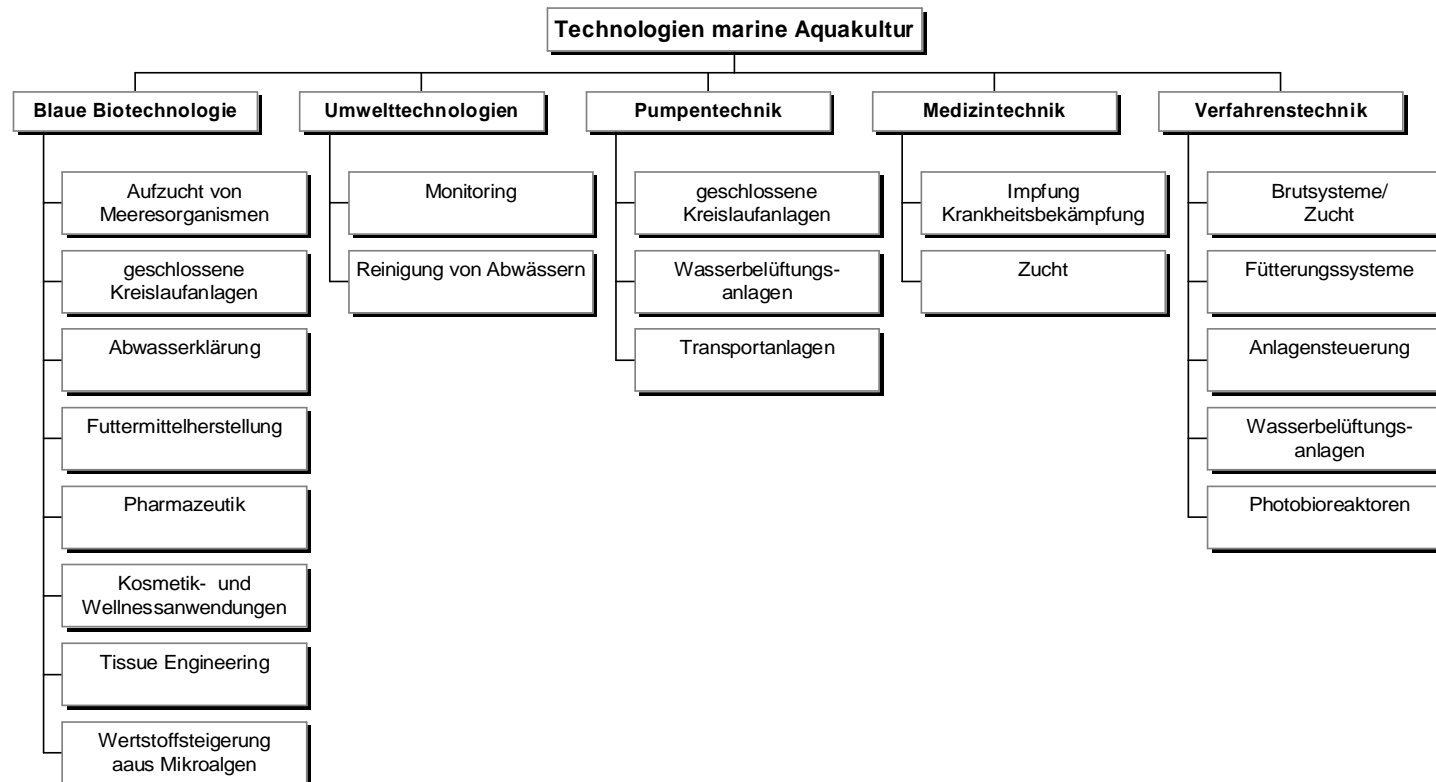 Technologien marine Aquakultur
Blaue Biotechnologie
Aufzucht von
Meeresorganismen
geschlossene
Kreislaufanlagen
Abwasserklärung
Futtermittelherstellung
Pharmazeutik
Kosmetik- und
Wellnessanwendungen
Tissue Engineering
Wertstoffsteigerung
aaus Mikroalgen
Umwelttechnologien
Monitoring
Reinigung von Abwässern
Pumpentechnik
geschlossene
Kreislaufanlagen
Wasserbelüftungs-
anlagen
Transportanlagen
Medizintechnik
Impfung
Krankheitsbekämpfung
Zucht
Verfahrenstechnik
Brutsysteme/
Zucht
Fütterungssysteme
Anlagensteuerung
Wasserbelüftungs-
anlagen
Photobioreaktoren